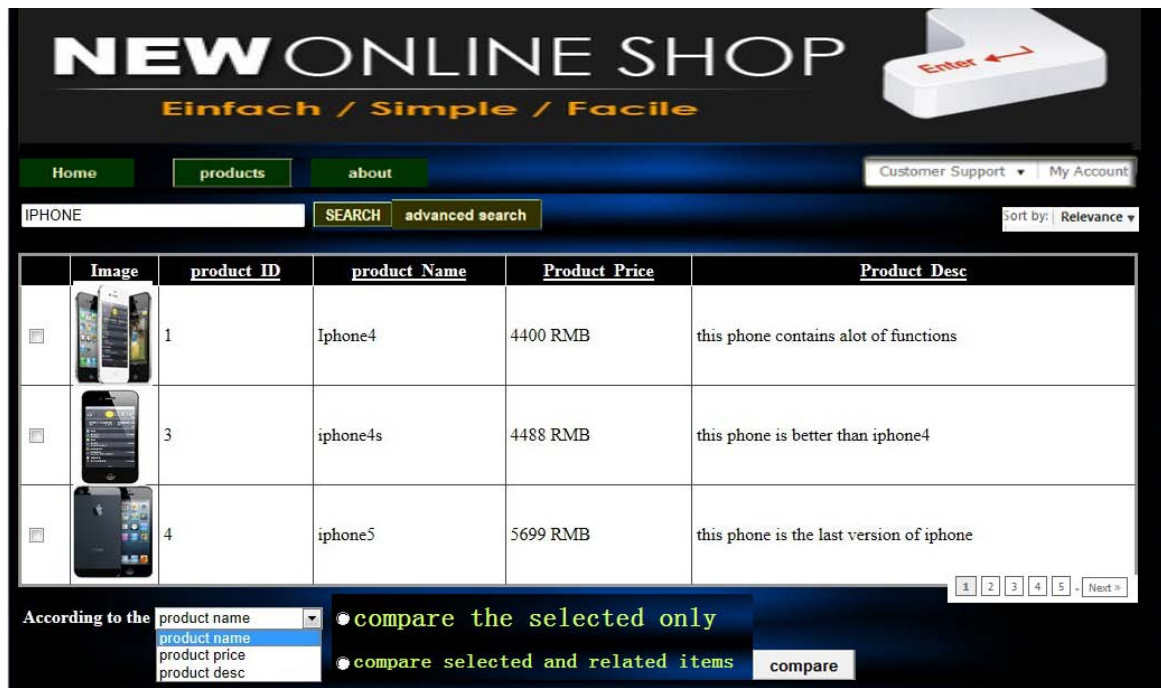 NEW ONLINE SHOP
Enter
Einfach / Simple / Facile
Home products about Customer Support My Account
IPHONE SEARCH advanced search Sort by: Relevance
Image product ID product Name Product Price Product Desc
1 Iphone4 4400 RMB this phone contains alot of functions
3 iphone4s 4488 RMB this phone is better than iphone4
4 iphone5 5699 RMB this phone is the last version of iphone
1 2 3 4 5 - Next »
According to the product name compare the selected only
product name
product price compare selected and related items compare
product desc